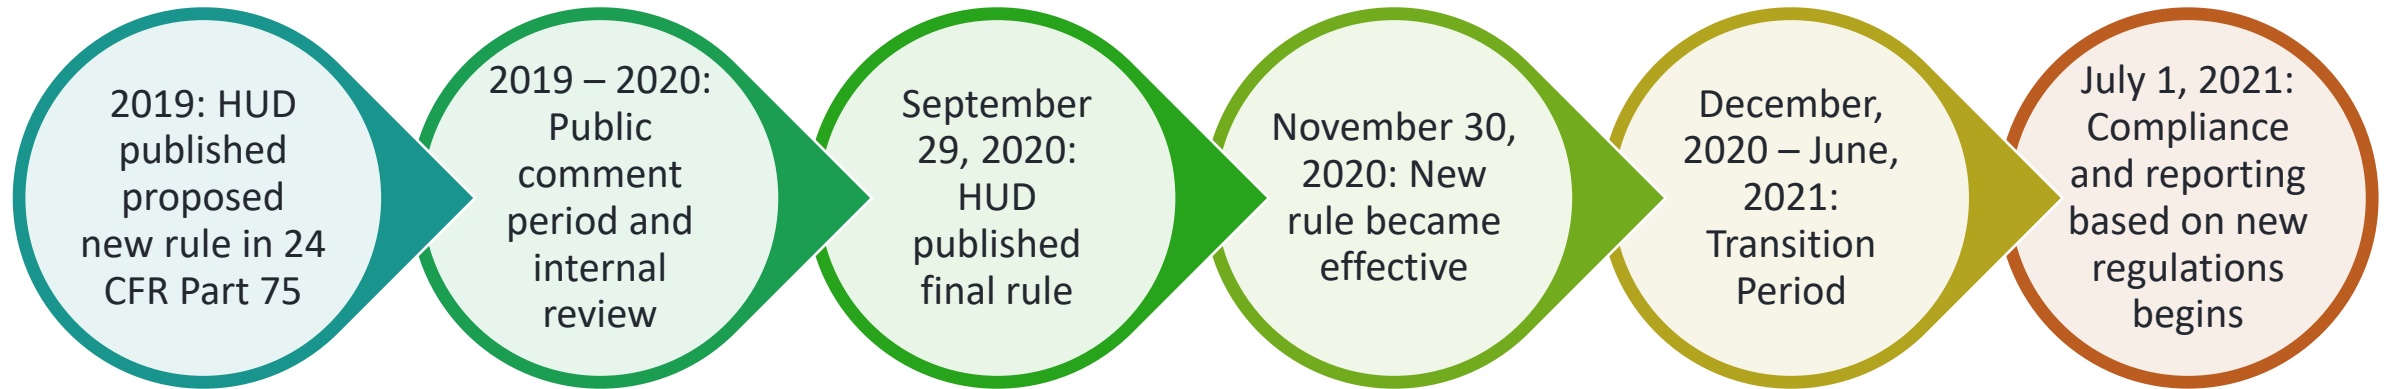 2019: HUD
published
proposed
new rule in 24
CFR Part 75
2019 – 2020:
Public
comment
period and
internal
review
September
29, 2020:
HUD
published
final rule
November 30,
2020: New
rule became
effective
December,
2020 – June,
2021:
Transition
Period
July 1, 2021:
Compliance
and reporting
based on new
regulations
begins